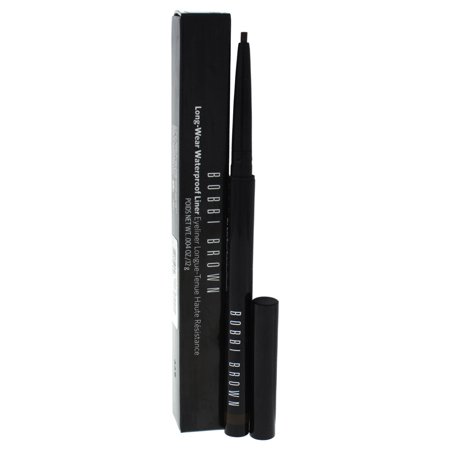 Long-Wear Waterproof Liner Eyeliner Longue-Tenue Haute Résistance
POIDS NET WT. .004 OZ./.12 g
BOBBI BROWN
BOBBI BROWN